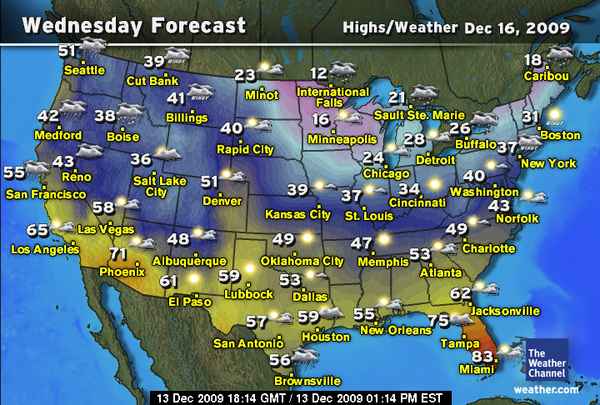 Wednesday Forecast
Highs/Weather Dec 16, 2009
51
Seattle
39
Cut Bank
WINDY
23
Minot
12
International
Falls
18
Caribou
42
Medford
38
Boise
41
WINDY
Billings
40
Rapid City
16
Minneapolis
21
Sault Ste. Marie
28
Detroit
26
Buffalo
31
WINDY
Boston
37
WINDY
New York
55
San Francisco
43
Reno
36
Salt Lake
City
51
Denver
39
Kansas City
37
St. Louis
24
Chicago
34
Cincinnati
40
Washington
43
Norfolk
65
Los Angeles
58
Las Vegas
71
Phoenix
48
Albuquerque
49
Oklahoma City
47
Memphis
53
Atlanta
49
Charlotte
61
El Paso
59
Lubbock
53
Dallas
57
San Antonio
59
Houston
55
New Orleans
62
Jacksonville
75
Tampa
83
Miami
56
Brownsville
The
Weather
Channel
weather.com
13 Dec 2009 18:14 GMT / 13 Dec 2009 01:14 PM EST